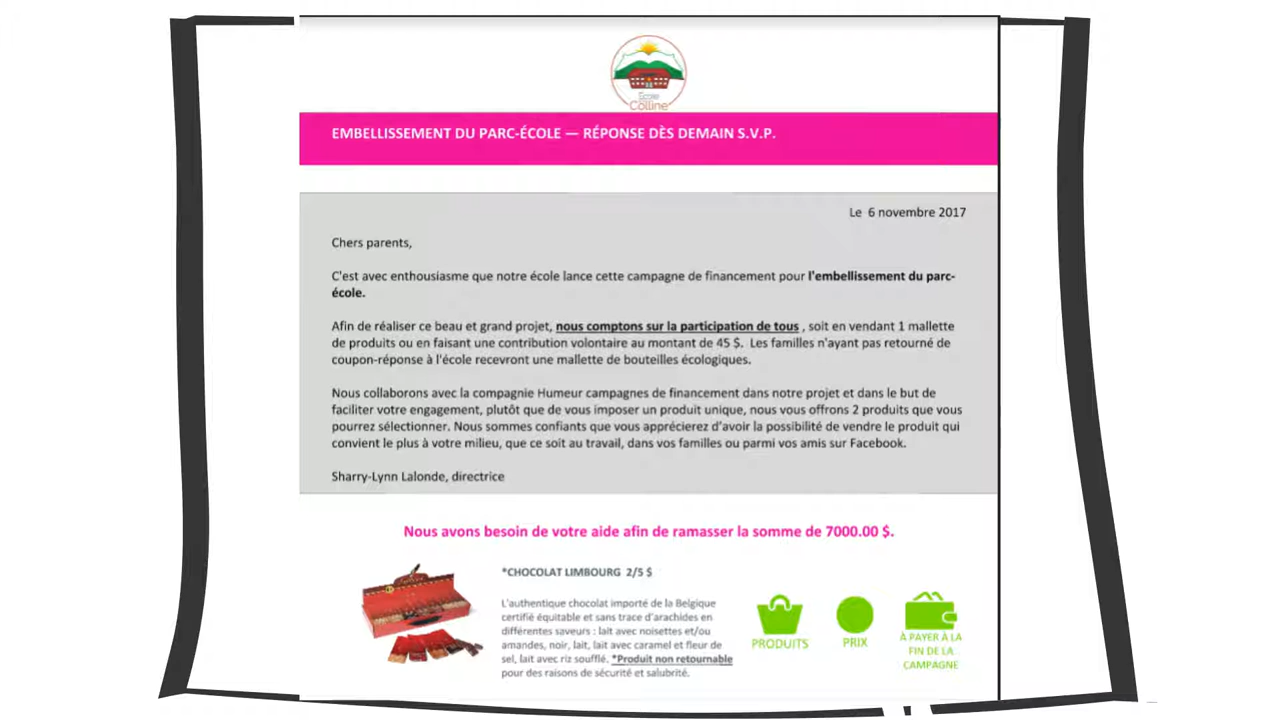 École
Colline
EMBELLISSEMENT DU PARC-ÉCOLE — RÉPONSE DÈS DEMAIN S.V.P.
Le 6 novembre 2017
Chers parents,
C'est avec enthousiasme que notre école lance cette campagne de financement pour l'embellissement du parc-
école.
Afin de réaliser ce beau et grand projet, nous comptons sur la participation de tous , soit en vendant 1 mallette
de produits ou en faisant une contribution volontaire au montant de 45 $. Les familles n'ayant pas retourné de
coupon-réponse à l'école recevront une mallette de bouteilles écologiques.
Nous collaborons avec la compagnie Humeur campagnes de financement dans notre projet et dans le but de
faciliter votre engagement, plutôt que de vous imposer un produit unique, nous vous offrons 2 produits que vous
pourrez sélectionner. Nous sommes confiants que vous apprécierez d'avoir la possibilité de vendre le produit qui
convient le plus à votre milieu, que ce soit au travail, dans vos familles ou parmi vos amis sur Facebook.
Sharry-Lynn Lalonde, directrice
Nous avons besoin de votre aide afin de ramasser la somme de 7000.00 $.
*CHOCOLAT LIMBOURG 2/5 $
L'authentique chocolat importé de la Belgique
certifié équitable et sans trace d'arachides en
différentes saveurs : lait avec noisettes et/ou
amandes, noir, lait, lait avec caramel et fleur de
sel, lait avec riz soufflé. *Produit non retournable
pour des raisons de sécurité et salubrité.
PRODUITS
PRIX
À PAYER À LA
FIN DE LA
CAMPAGNE